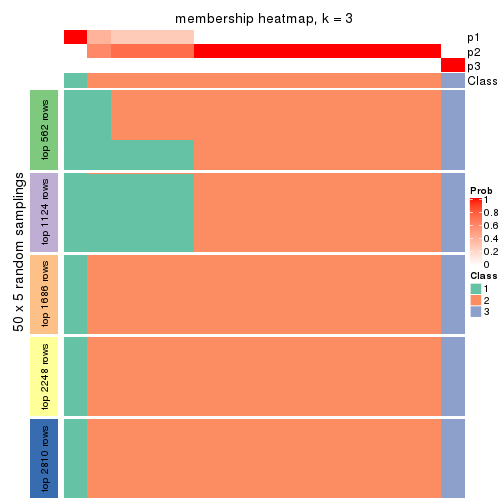 membership heatmap, k = 3
p1
p2
p3
Class
50 x 5 random samplings
top 562 rows
top 1124 rows
top 1686 rows
top 2248 rows
top 2810 rows
Prob
1
0.8
0.6
0.4
0.2
0
Class
1
2
3